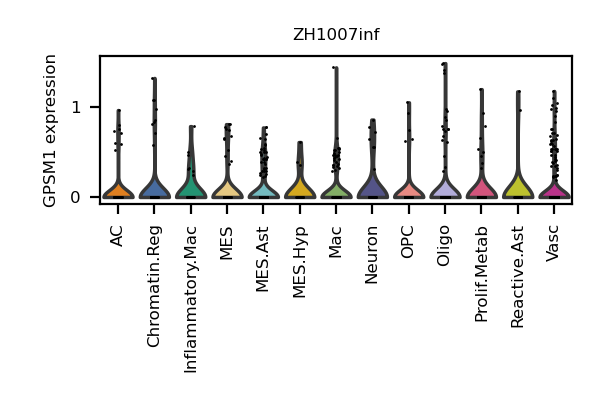 ZH1007inf
GPSM1 expression
1
0
AC
Chromatin.Reg
Inflammatory.Mac
MES
MES.Ast
MES.Hyp
Mac
Neuron
OPC
Oligo
Prolif.Metab
Reactive.Ast
Vasc